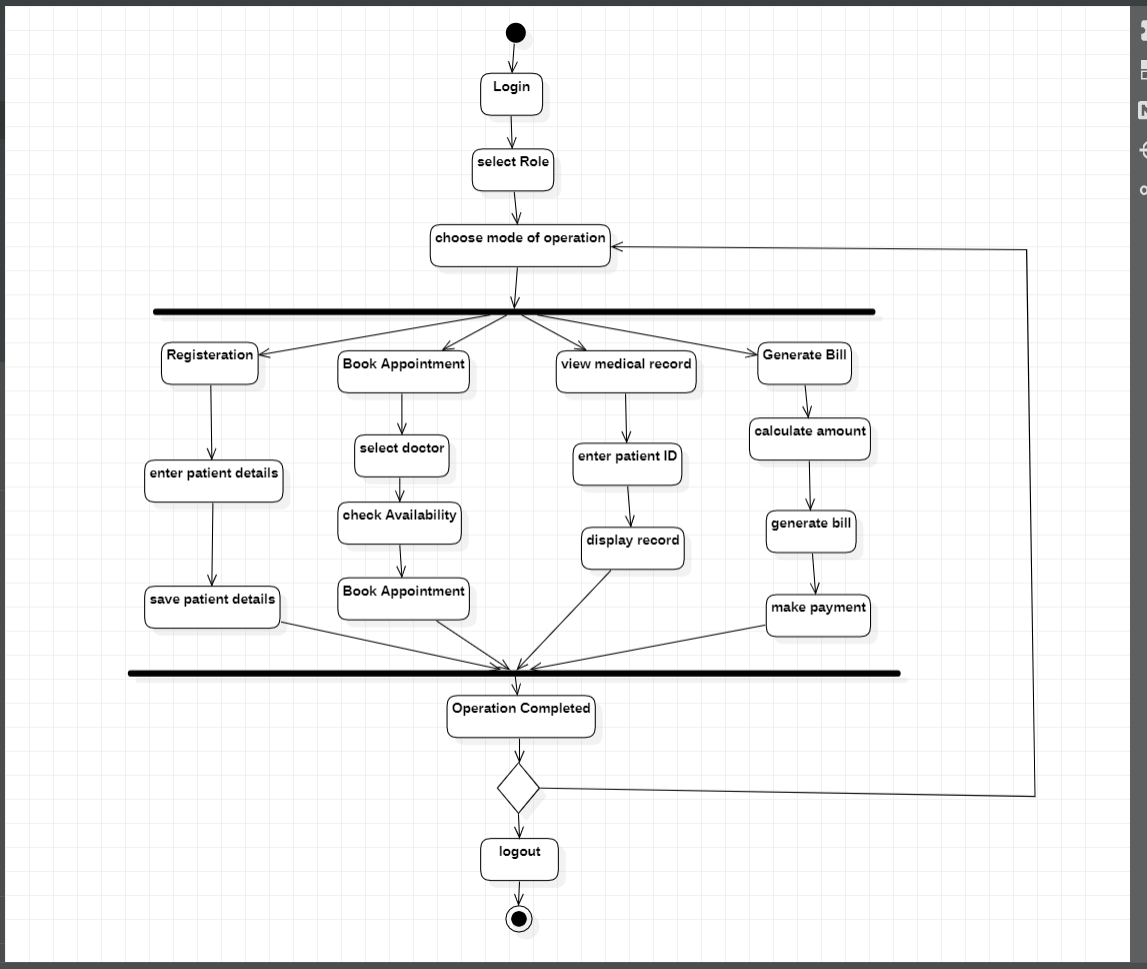 Login
select Role
choose mode of operation
Registeration
Book Appointment
view medical record
Generate Bill
calculate amount
select doctor
enter patient ID
enter patient details
check Availability
generate bill
display record
Book Appointment
save patient details
make payment
Operation Completed
logout